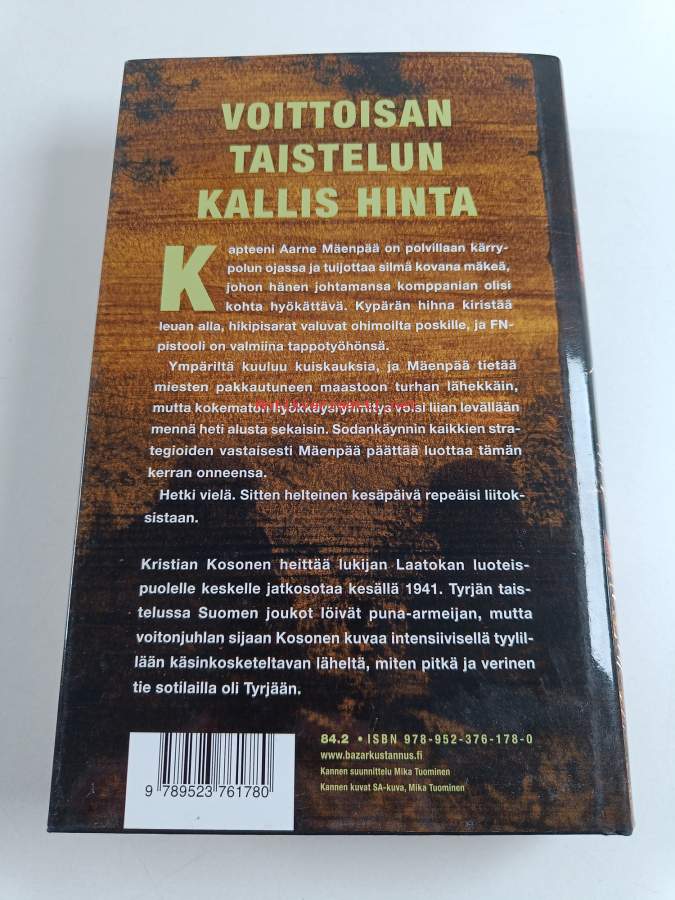 VOITTOISAN
TAISTELUN
KALLIS HINTA
Kapteeni Aarne Mäenpää on polvillaan kärry-
polun ojassa ja tuijottaa silmä kovana mäkeä,
johon hänen johtamansa komppanian olisi
kohta hyökättävä. Kypärän hihna kiristää
leuan alla, hikipisarat valuvat ohimoilta poskille, ja FN-
pistooli on valmiina tappotyöhönsä.
Ympäriltä kuuluu kuiskauksia, ja Mäenpää tietää
miesten pakkautuneen maastoon turhan lähekkäin,
mutta kokematon hyökkäysryhmitys voisi liian levällään
mennä heti alusta sekaisin. Sodankäynnin kaikkien stra-
tegioiden vastaisesti Mäenpää päättää luottaa tämän
kerran onneensa.
Hetki vielä. Sitten helteinen kesäpäivä repeäisi liitok-
sistaan.
Kristian Kosonen heittää lukijan Laatokan luoteis-
puolelle keskelle jatkosotaa kesällä 1941. Tyrjän tais-
telussa Suomen joukot löivät puna-armeijan, mutta
voitonjuhlan sijaan Kosonen kuvaa intensiivisellä tyylil-
lään käsinkosketeltavan läheltä, miten pitkä ja verinen
tie sotilailla oli Tyrjään.
84.2 • ISBN 978-952-376-178-0
www.bazarkustannus.fi
Kannen suunnittelu Mika Tuominen
Kannen kuvat SA-kuva, Mika Tuominen
9 789523 761780